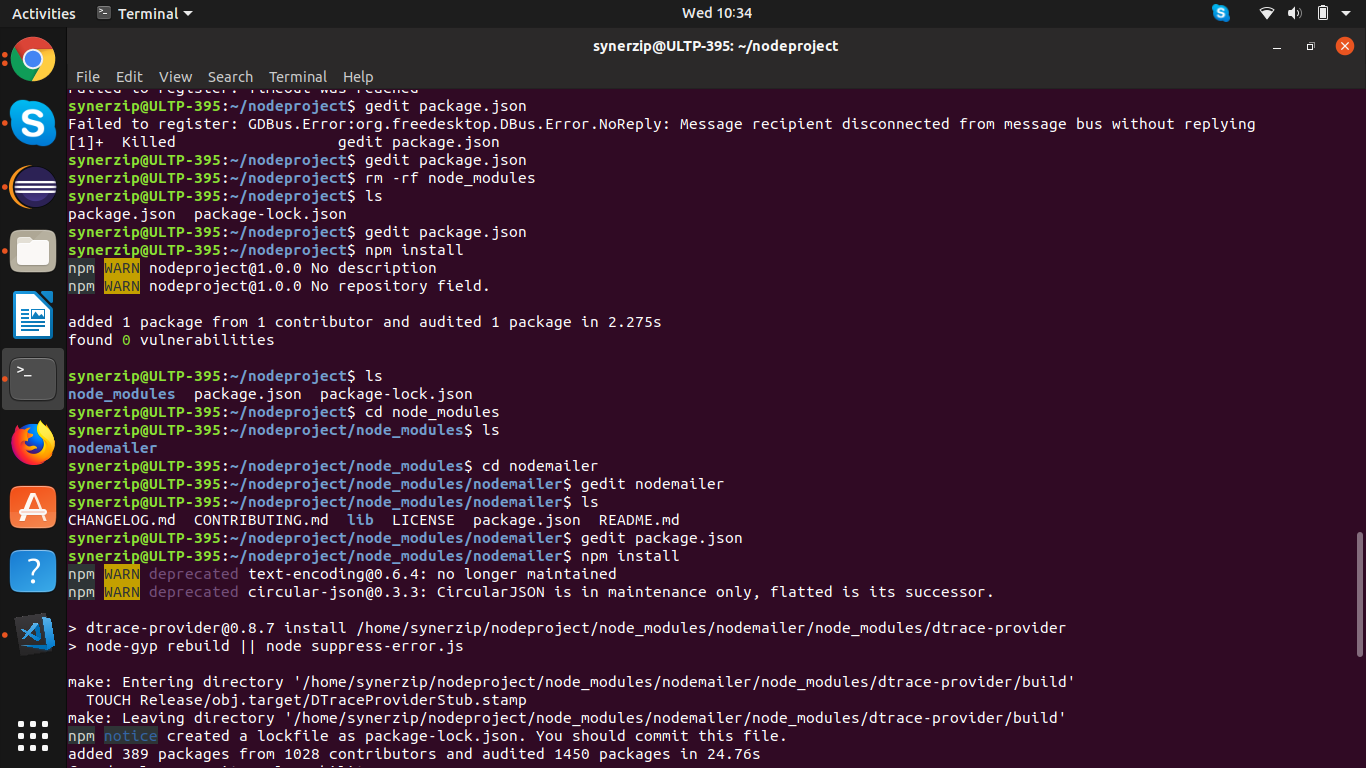 Activities Terminal Wed 10:34
synerzip@ULTP-395: ~/nodeproject
File Edit View Search Terminal Help
Failed to register: Timeout was reached
synerzip@ULTP-395:~/nodeproject$ gedit package.json
Failed to register: GDBus.Error:org.freedesktop.DBus.Error.NoReply: Message recipient disconnected from message bus without replying
[1]+  Killed                  gedit package.json
synerzip@ULTP-395:~/nodeproject$ gedit package.json
synerzip@ULTP-395:~/nodeproject$ rm -rf node_modules
synerzip@ULTP-395:~/nodeproject$ ls
package.json  package-lock.json
synerzip@ULTP-395:~/nodeproject$ gedit package.json
synerzip@ULTP-395:~/nodeproject$ npm install
npm WARN nodeproject@1.0.0 No description
npm WARN nodeproject@1.0.0 No repository field.
added 1 package from 1 contributor and audited 1 package in 2.275s
found 0 vulnerabilities
synerzip@ULTP-395:~/nodeproject$ ls
node_modules  package.json  package-lock.json
synerzip@ULTP-395:~/nodeproject$ cd node_modules
synerzip@ULTP-395:~/nodeproject/node_modules$ ls
nodemailer
synerzip@ULTP-395:~/nodeproject/node_modules$ cd nodemailer
synerzip@ULTP-395:~/nodeproject/node_modules/nodemailer$ gedit nodemailer
synerzip@ULTP-395:~/nodeproject/node_modules/nodemailer$ ls
CHANGELOG.md  CONTRIBUTING.md  lib  LICENSE  package.json  README.md
synerzip@ULTP-395:~/nodeproject/node_modules/nodemailer$ gedit package.json
synerzip@ULTP-395:~/nodeproject/node_modules/nodemailer$ npm install
npm WARN deprecated text-encoding@0.6.4: no longer maintained
npm WARN deprecated circular-json@0.3.3: CircularJSON is in maintenance only, flatted is its successor.
> dtrace-provider@0.8.7 install /home/synerzip/nodeproject/node_modules/nodemailer/node_modules/dtrace-provider
> node-gyp rebuild || node suppress-error.js
make: Entering directory '/home/synerzip/nodeproject/node_modules/nodemailer/node_modules/dtrace-provider/build'
  TOUCH Release/obj.target/DTraceProviderStub.stamp
make: Leaving directory '/home/synerzip/nodeproject/node_modules/nodemailer/node_modules/dtrace-provider/build'
npm notice created a lockfile as package-lock.json. You should commit this file.
added 389 packages from 1028 contributors and audited 1450 packages in 24.76s